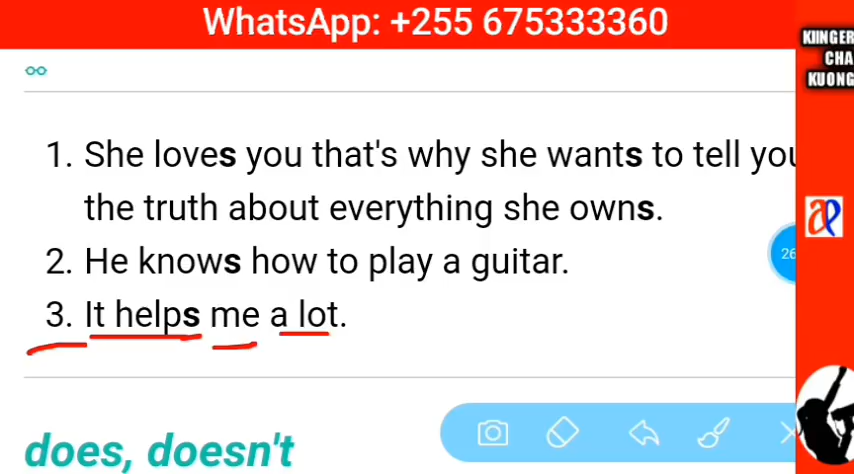 WhatsApp: +255 675333360
KIINGER
CHA
KUONG
1. She loves you that's why she wants to tell you
the truth about everything she owns.
2. He knows how to play a guitar.
26
3. It helps me a lot.
does, doesn't